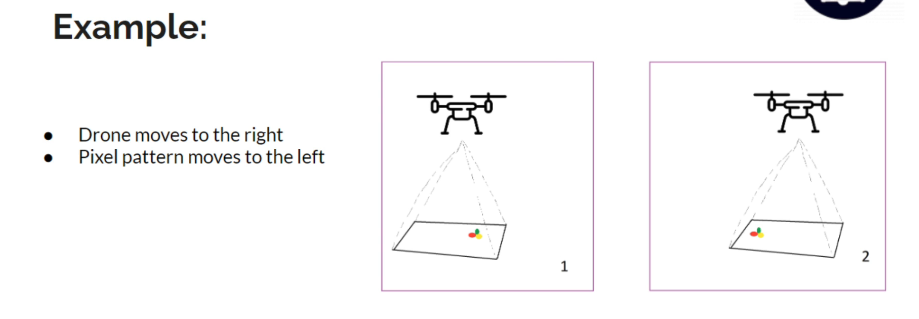 Example:
Drone moves to the right
Pixel pattern moves to the left
1
2